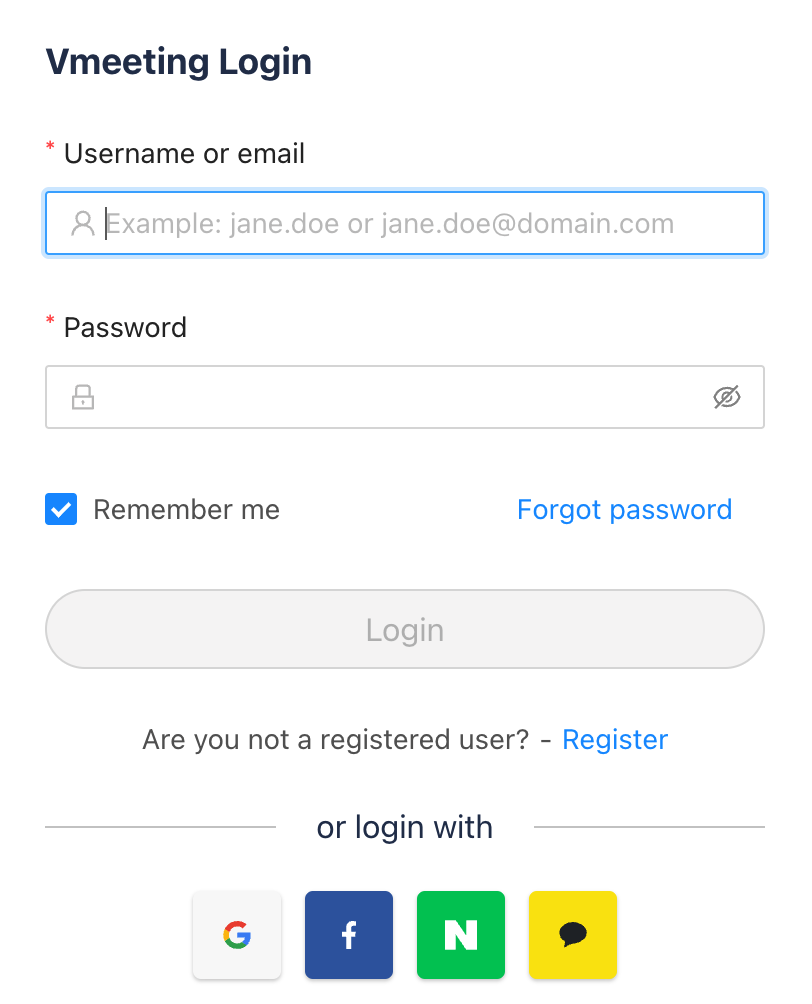 Vmeeting Login
* Username or email
Example: jane.doe or jane.doe@domain.com
* Password
Remember me
Forgot password
Login
Are you not a registered user? - Register
or login with
G f N